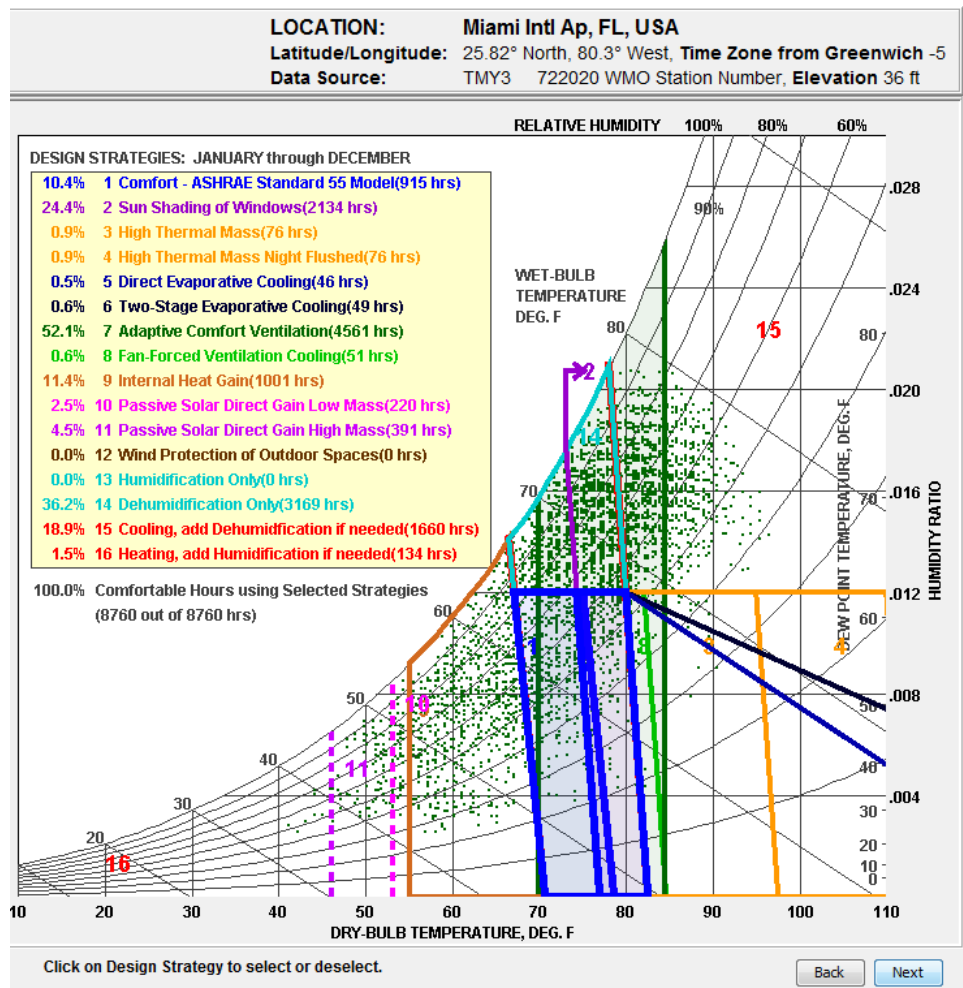 LOCATION: Miami Intl Ap, FL, USA
Latitude/Longitude: 25.82° North, 80.3° West, Time Zone from Greenwich -5
Data Source: TMY3 722020 WMO Station Number, Elevation 36 ft
RELATIVE HUMIDITY 100% 80% 60%
DESIGN STRATEGIES: JANUARY through DECEMBER
10.4% 1 Comfort - ASHRAE Standard 55 Model(915 hrs)
24.4% 2 Sun Shading of Windows(2134 hrs)
0.9% 3 High Thermal Mass(76 hrs)
0.9% 4 High Thermal Mass Night Flushed(76 hrs)
0.5% 5 Direct Evaporative Cooling(46 hrs)
0.6% 6 Two-Stage Evaporative Cooling(49 hrs)
52.1% 7 Adaptive Comfort Ventilation(4561 hrs)
0.6% 8 Fan-Forced Ventilation Cooling(51 hrs)
11.4% 9 Internal Heat Gain(1001 hrs)
2.5% 10 Passive Solar Direct Gain Low Mass(220 hrs)
4.5% 11 Passive Solar Direct Gain High Mass(391 hrs)
0.0% 12 Wind Protection of Outdoor Spaces(0 hrs)
0.0% 13 Humidification Only(0 hrs)
36.2% 14 Dehumidification Only(3169 hrs)
18.9% 15 Cooling, add Dehumidfication if needed(1660 hrs)
1.5% 16 Heating, add Humidification if needed(134 hrs)
100.0% Comfortable Hours using Selected Strategies
(8760 out of 8760 hrs)
90%
WET-BULB
TEMPERATURE
DEG. F
20
30
40
50
60
70
80
1
2
3
4
8
10
11
14
15
16
80
70
60
50
40
30
20
10
0
DEW POINT TEMPERATURE, DEG. F
.028
.024
.020
.016
.012
.008
.004
HUMIDITY RATIO
10 20 30 40 50 60 70 80 90 100 110
DRY-BULB TEMPERATURE, DEG. F
Click on Design Strategy to select or deselect.
Back Next